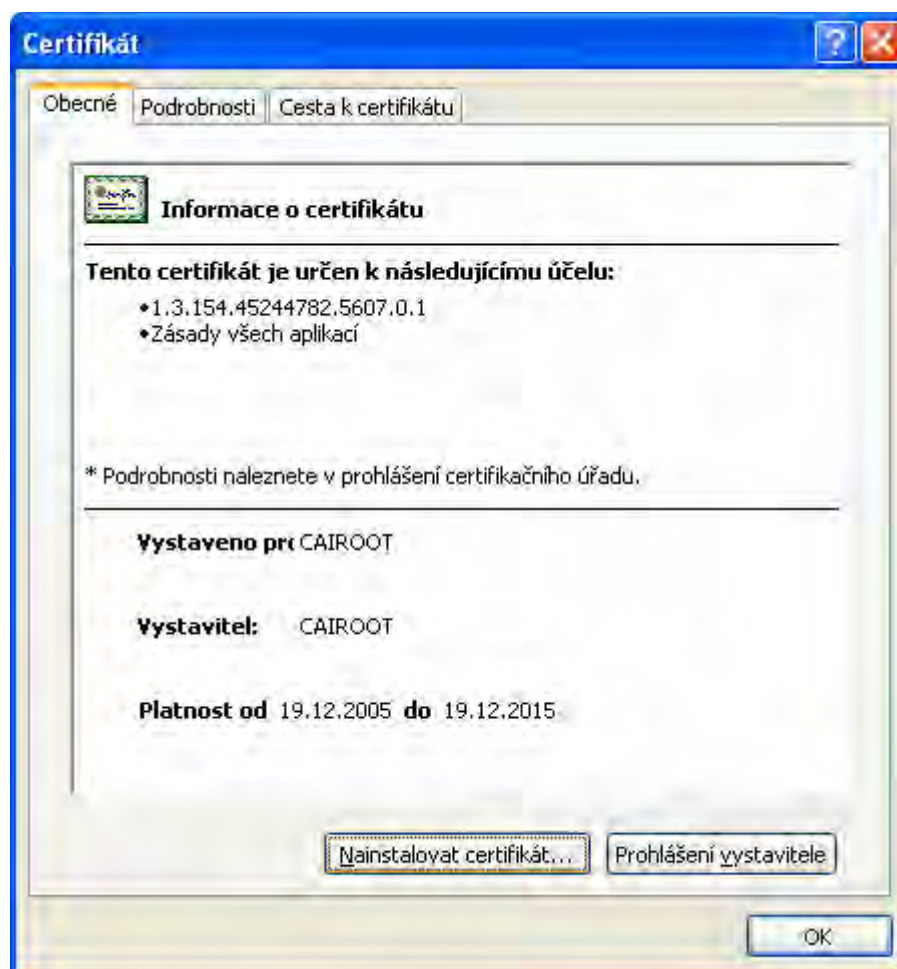 Certifikát
Obecné Podrobnosti Cesta k certifikátu
Informace o certifikátu
Tento certifikát je určen k následujícímu účelu:
•1.3.154.45244782.5607.0.1
•Zásady všech aplikací
* Podrobnosti naleznete v prohlášení certifikačního úřadu.
Vystaveno pro CAIROOT
Vystavitel: CAIROOT
Platnost od 19.12.2005 do 19.12.2015
Nainstalovat certifikát... Prohlášení vystavitele
OK